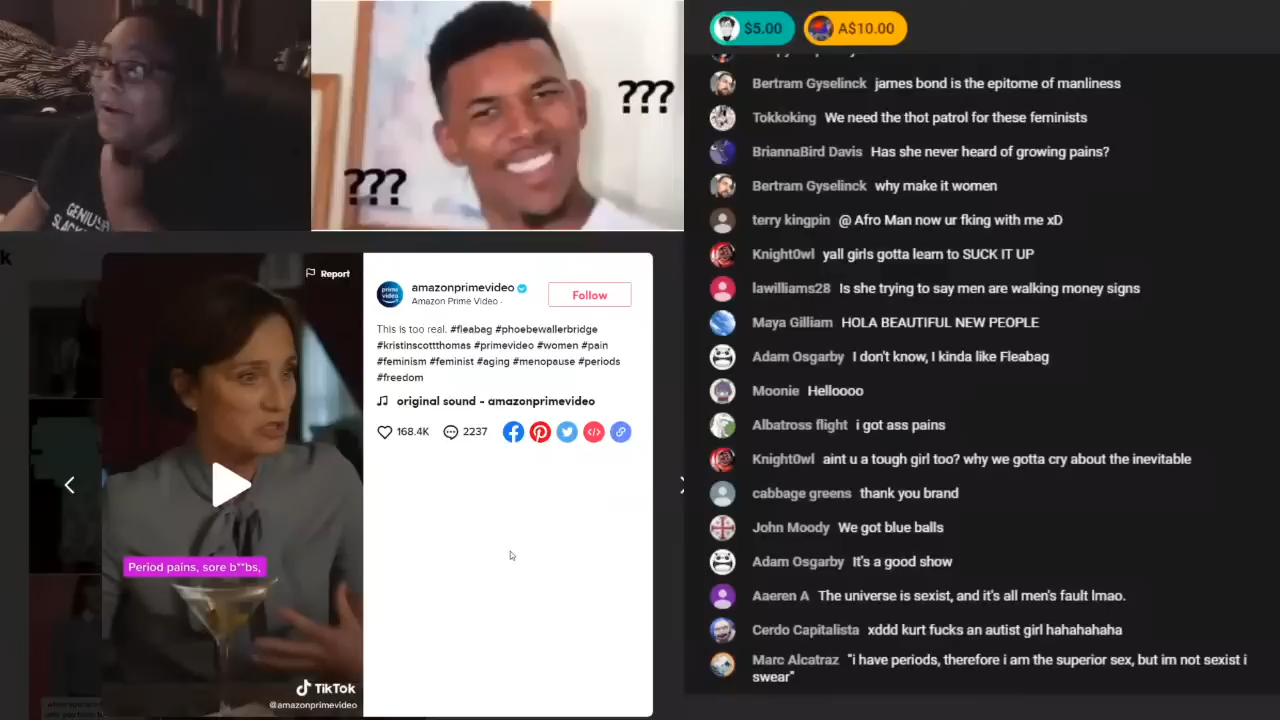 GENIUS
???
???
$5.00
A$10.00
Bertram Gyselinck james bond is the epitome of manliness
Tokkoking We need the thot patrol for these feminists
BriannaBird Davis Has she never heard of growing pains?
Bertram Gyselinck why make it women
terry kingpin @ Afro Man now ur fking with me xD
Knight0wl yall girls gotta learn to SUCK IT UP
lawilliams28 Is she trying to say men are walking money signs
Maya Gilliam HOLA BEAUTIFUL NEW PEOPLE
Adam Osgarby I don't know, I kinda like Fleabag
Moonie Helloooo
Albatross flight i got ass pains
Knight0wl aint u a tough girl too? why we gotta cry about the inevitable
cabbage greens thank you brand
John Moody We got blue balls
Adam Osgarby It's a good show
Aaeren A The universe is sexist, and it's all men's fault lmao.
Cerdo Capitalista xddd kurt fucks an autist girl hahahahaha
Marc Alcatraz "i have periods, therefore i am the superior sex, but im not sexist i
swear"
k
Report
prime video
amazonprimevideo
Amazon Prime Video ·
Follow
This is too real. #fleabag #phoebewallerbridge
#kristinscottthomas #primevideo #women #pain
#feminism #feminist #aging #menopause #periods
#freedom
original sound - amazonprimevideo
168.4K
2237
Period pains, sore b**bs,
TikTok
@amazonprimevideo